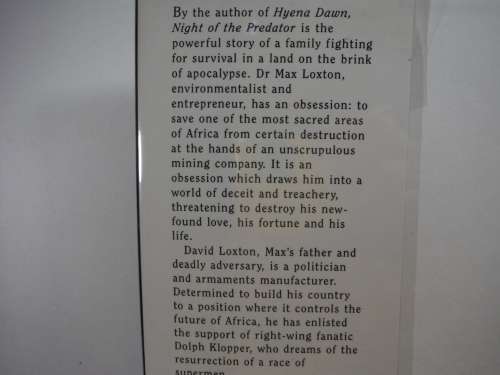 By the author of Hyena Dawn,
Night of the Predator is the
powerful story of a family fighting
for survival in a land on the brink
of apocalypse. Dr Max Loxton,
environmentalist and
entrepreneur, has an obsession: to
save one of the most sacred areas
of Africa from certain destruction
at the hands of an unscrupulous
mining company. It is an
obsession which draws him into a
world of deceit and treachery,
threatening to destroy his new-
found love, his fortune and his
life.
David Loxton, Max's father and
deadly adversary, is a politician
and armaments manufacturer.
Determined to build his country
to a position where it controls the
future of Africa, he has enlisted
the support of right-wing fanatic
Dolph Klopper, who dreams of the
resurrection of a race of
supermen.